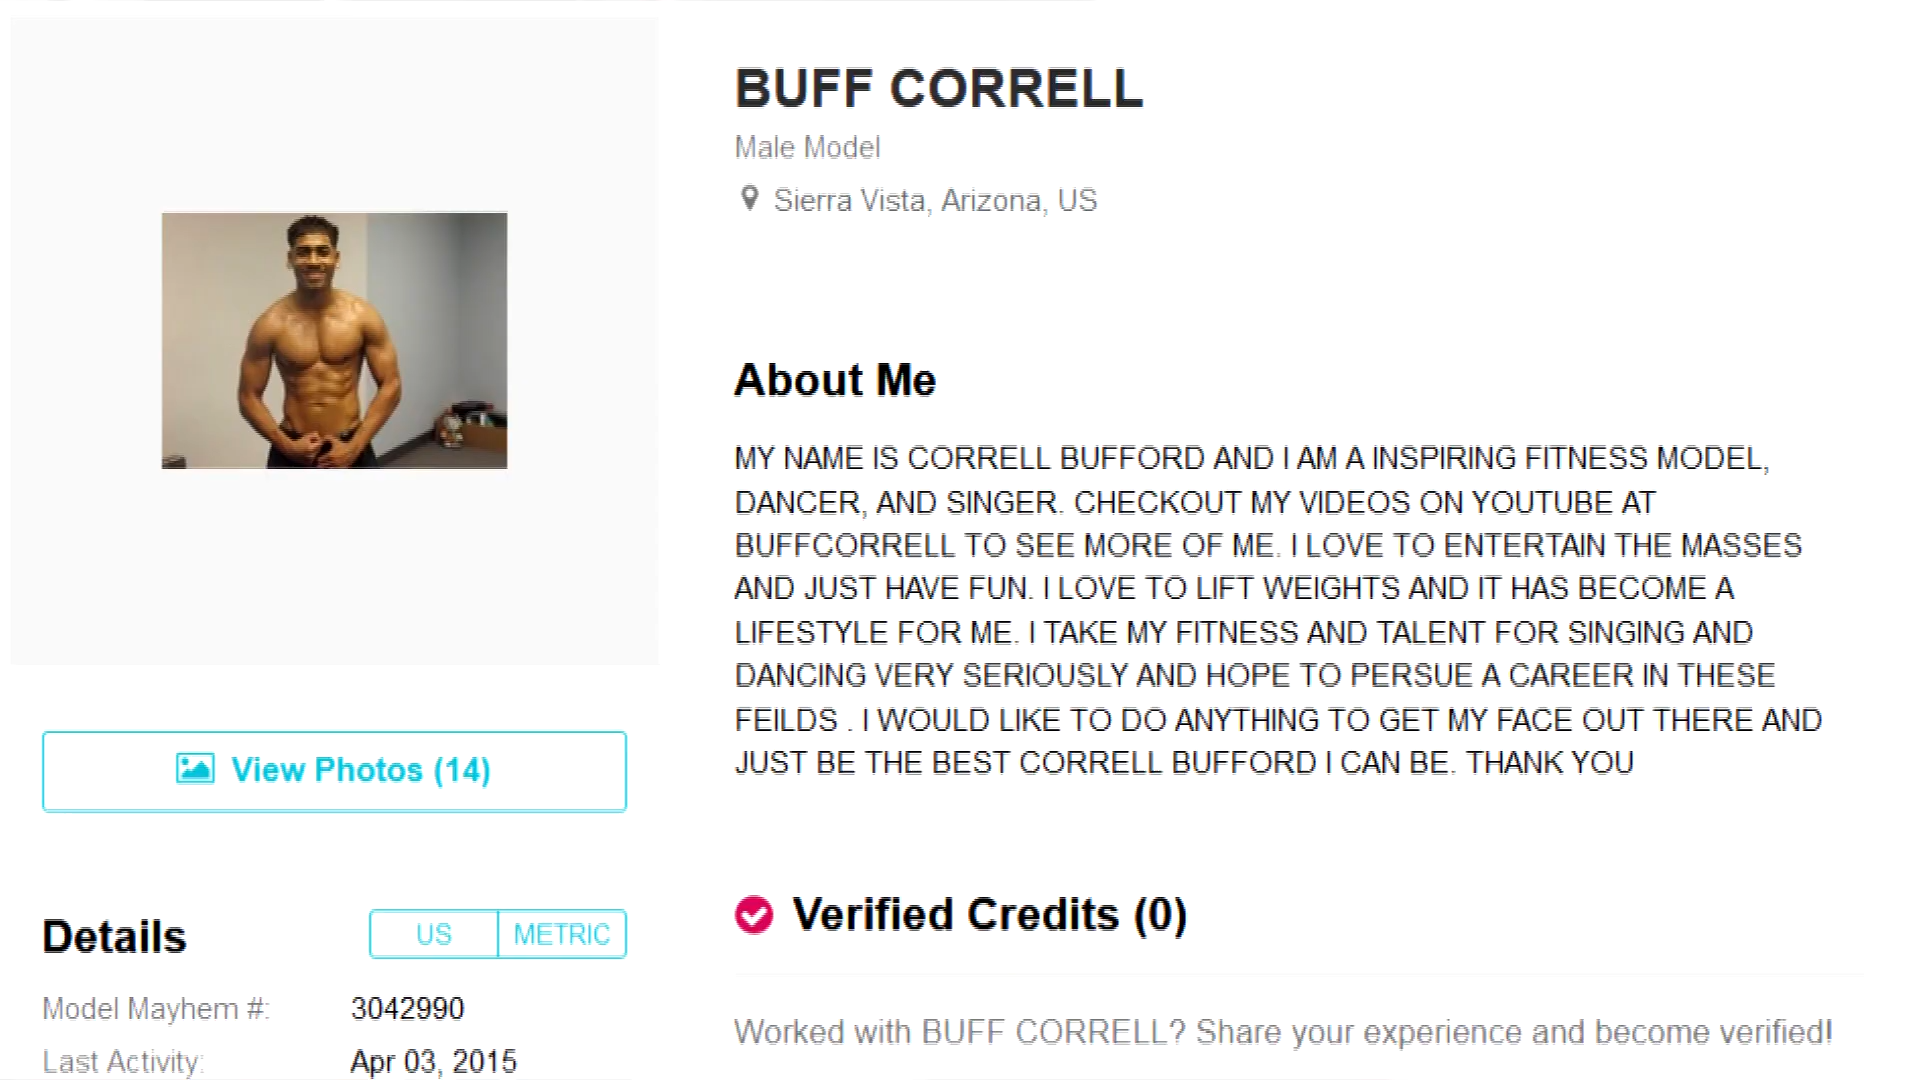 BUFF CORRELL
Male Model
Sierra Vista, Arizona, US
About Me
MY NAME IS CORRELL BUFFORD AND I AM A INSPIRING FITNESS MODEL,
DANCER, AND SINGER. CHECKOUT MY VIDEOS ON YOUTUBE AT
BUFFCORRELL TO SEE MORE OF ME. I LOVE TO ENTERTAIN THE MASSES
AND JUST HAVE FUN. I LOVE TO LIFT WEIGHTS AND IT HAS BECOME A
LIFESTYLE FOR ME. I TAKE MY FITNESS AND TALENT FOR SINGING AND
DANCING VERY SERIOUSLY AND HOPE TO PERSUE A CAREER IN THESE
FEILDS . I WOULD LIKE TO DO ANYTHING TO GET MY FACE OUT THERE AND
JUST BE THE BEST CORRELL BUFFORD I CAN BE. THANK YOU
View Photos (14)
Details
US METRIC
Model Mayhem #: 3042990
Last Activity: Apr 03, 2015
Verified Credits (0)
Worked with BUFF CORRELL? Share your experience and become verified!